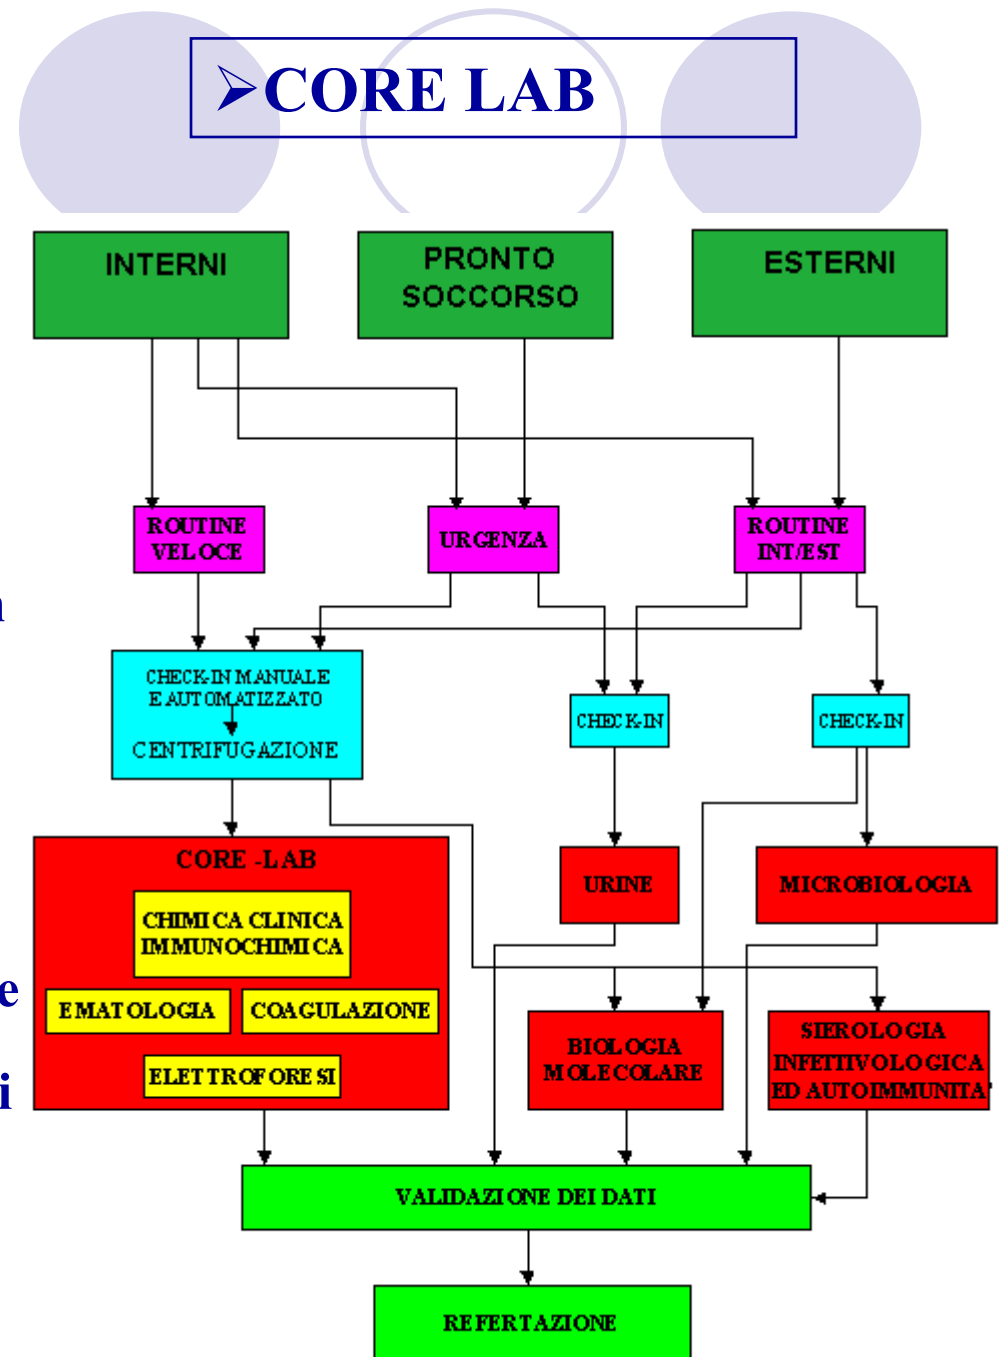 ➢CORE LAB
INTERNI
PRONTO
SOCCORSO
ESTERNI
ROUTINE
VELOCE
URGENZA
ROUTINE
INT/EST
CHECK-IN MANUALE
E AUTOMATIZZATO
CENTRIFUGAZIONE
CHECK-IN
CHECK-IN
CORE -LAB
CHIMICA CLINICA
IMMUNOCHIMICA
EMATOLOGIA
COAGULAZIONE
ELETTROFORESI
URINE
MICROBIOLOGIA
BIOLOGIA
MOLECOLARE
SIEROLOGIA
INFETTIVOLOGICA
ED AUTOIMMUNITA'
e
i
VALIDAZIONE DEI DATI
REFERTAZIONE